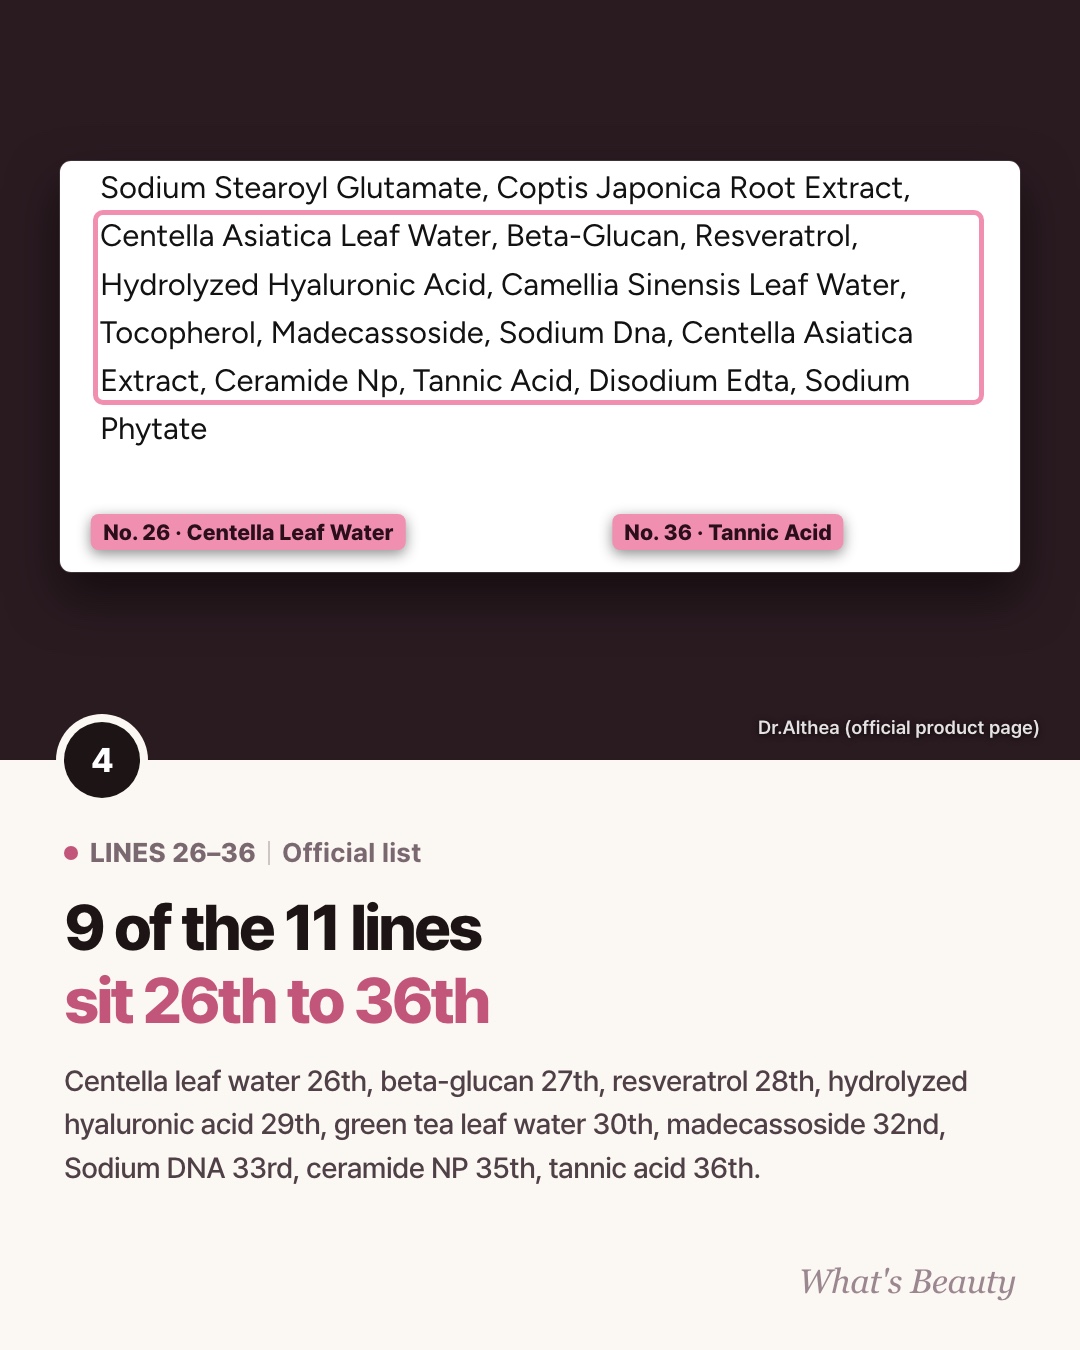 Sodium Stearoyl Glutamate, Coptis Japonica Root Extract,
Centella Asiatica Leaf Water, Beta-Glucan, Resveratrol,
Hydrolyzed Hyaluronic Acid, Camellia Sinensis Leaf Water,
Tocopherol, Madecassoside, Sodium Dna, Centella Asiatica
Extract, Ceramide Np, Tannic Acid, Disodium Edta, Sodium
Phytate
No. 26 · Centella Leaf Water
No. 36 · Tannic Acid
Dr.Althea (official product page)
4
LINES 26–36 | Official list
9 of the 11 lines
sit 26th to 36th
Centella leaf water 26th, beta-glucan 27th, resveratrol 28th, hydrolyzed
hyaluronic acid 29th, green tea leaf water 30th, madecassoside 32nd,
Sodium DNA 33rd, ceramide NP 35th, tannic acid 36th.
What's Beauty